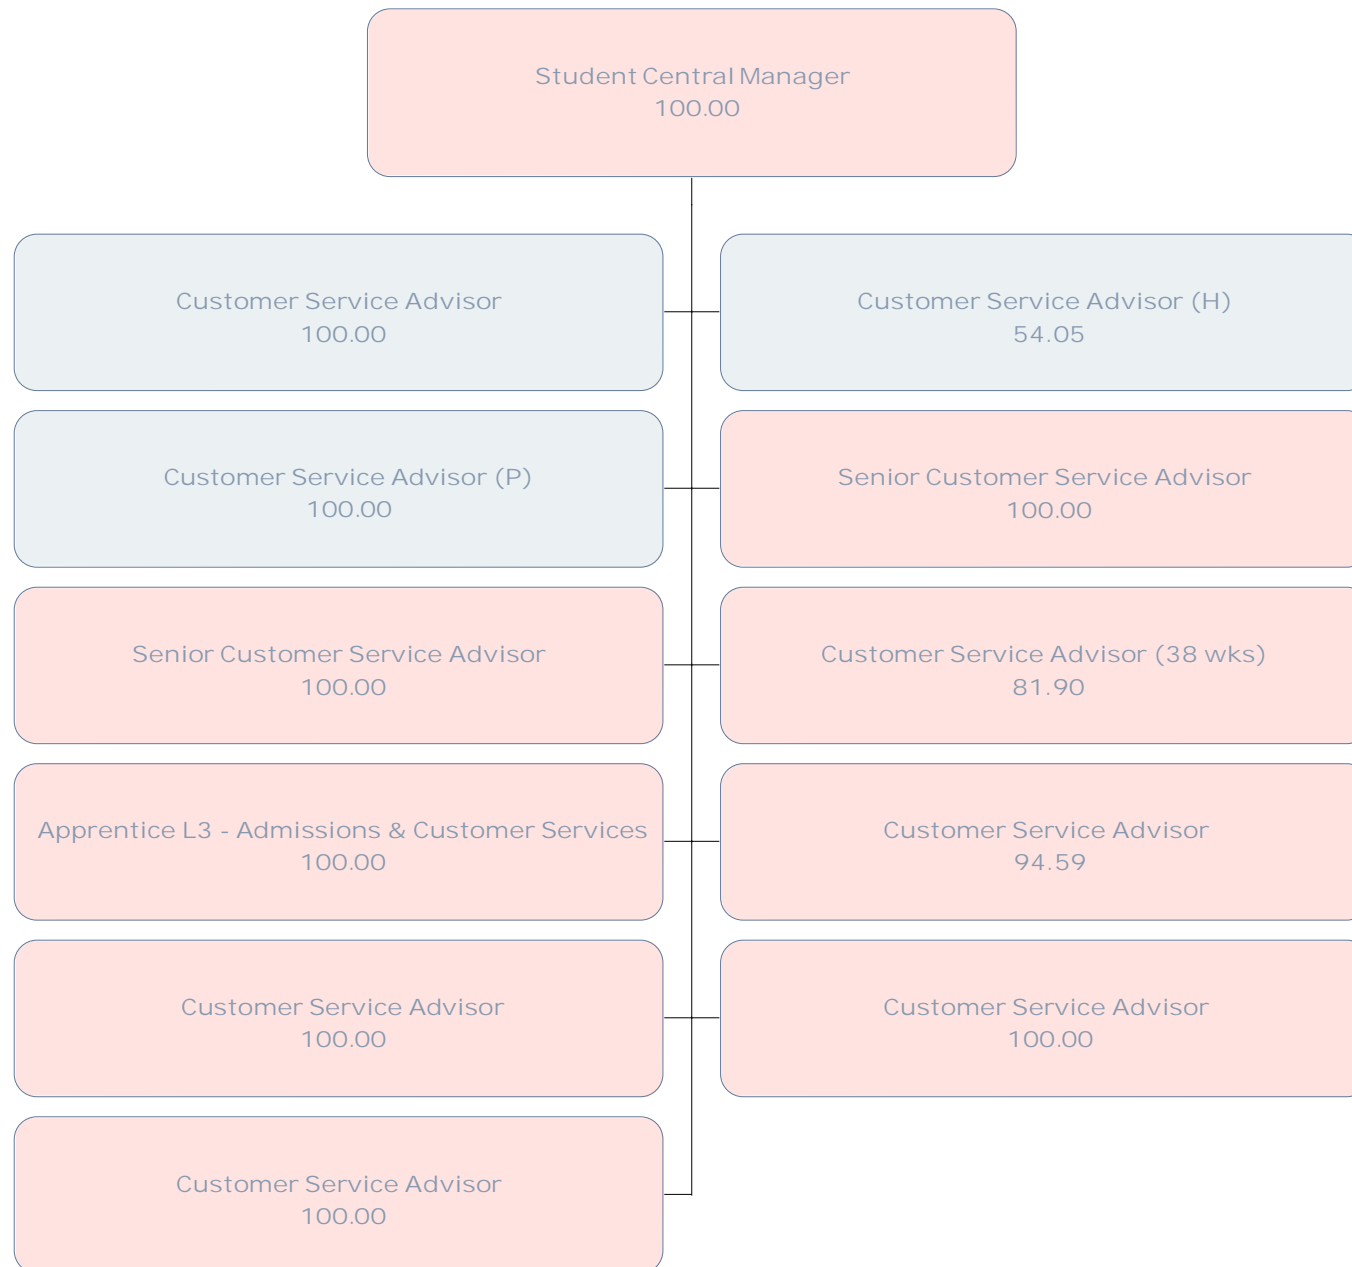 Student Central Manager
100.00
Customer Service Advisor
100.00
Customer Service Advisor (H)
54.05
Customer Service Advisor (P)
100.00
Senior Customer Service Advisor
100.00
Senior Customer Service Advisor
100.00
Customer Service Advisor (38 wks)
81.90
Apprentice L3 - Admissions & Customer Services
100.00
Customer Service Advisor
94.59
Customer Service Advisor
100.00
Customer Service Advisor
100.00
Customer Service Advisor
100.00